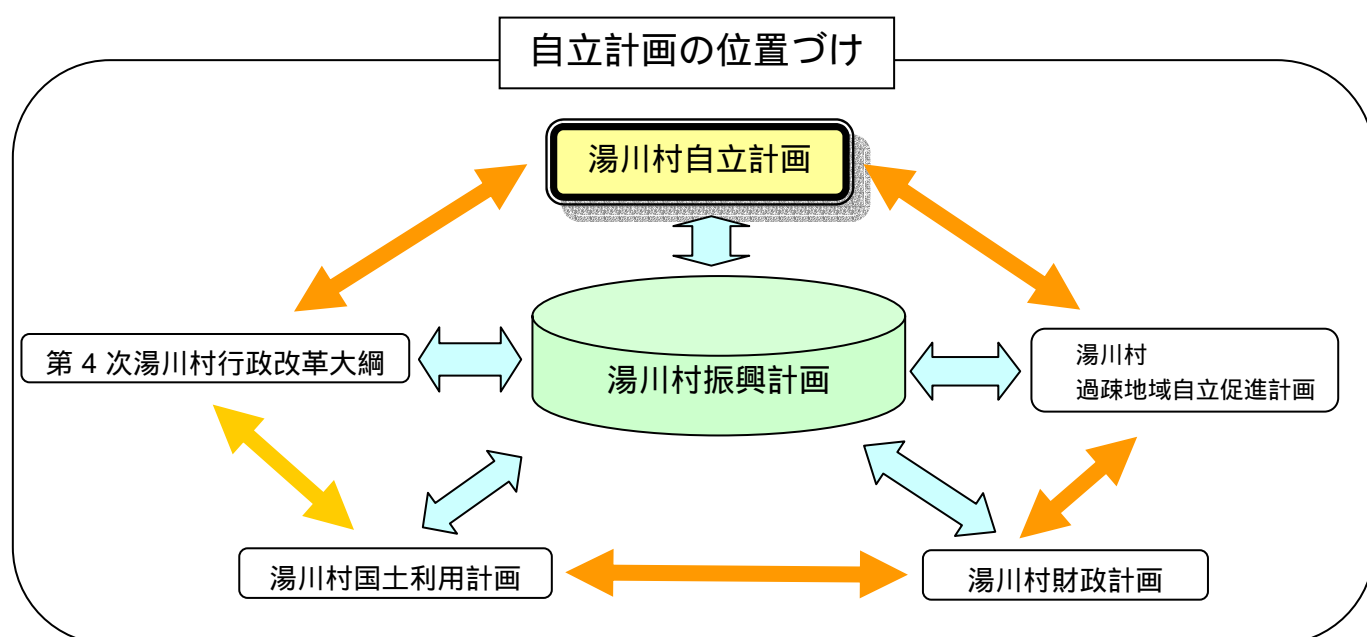 自立計画の位置づけ
湯川村自立計画
第 4 次湯川村行政改革大綱
湯川村振興計画
湯川村
過疎地域自立促進計画
湯川村国土利用計画
湯川村財政計画